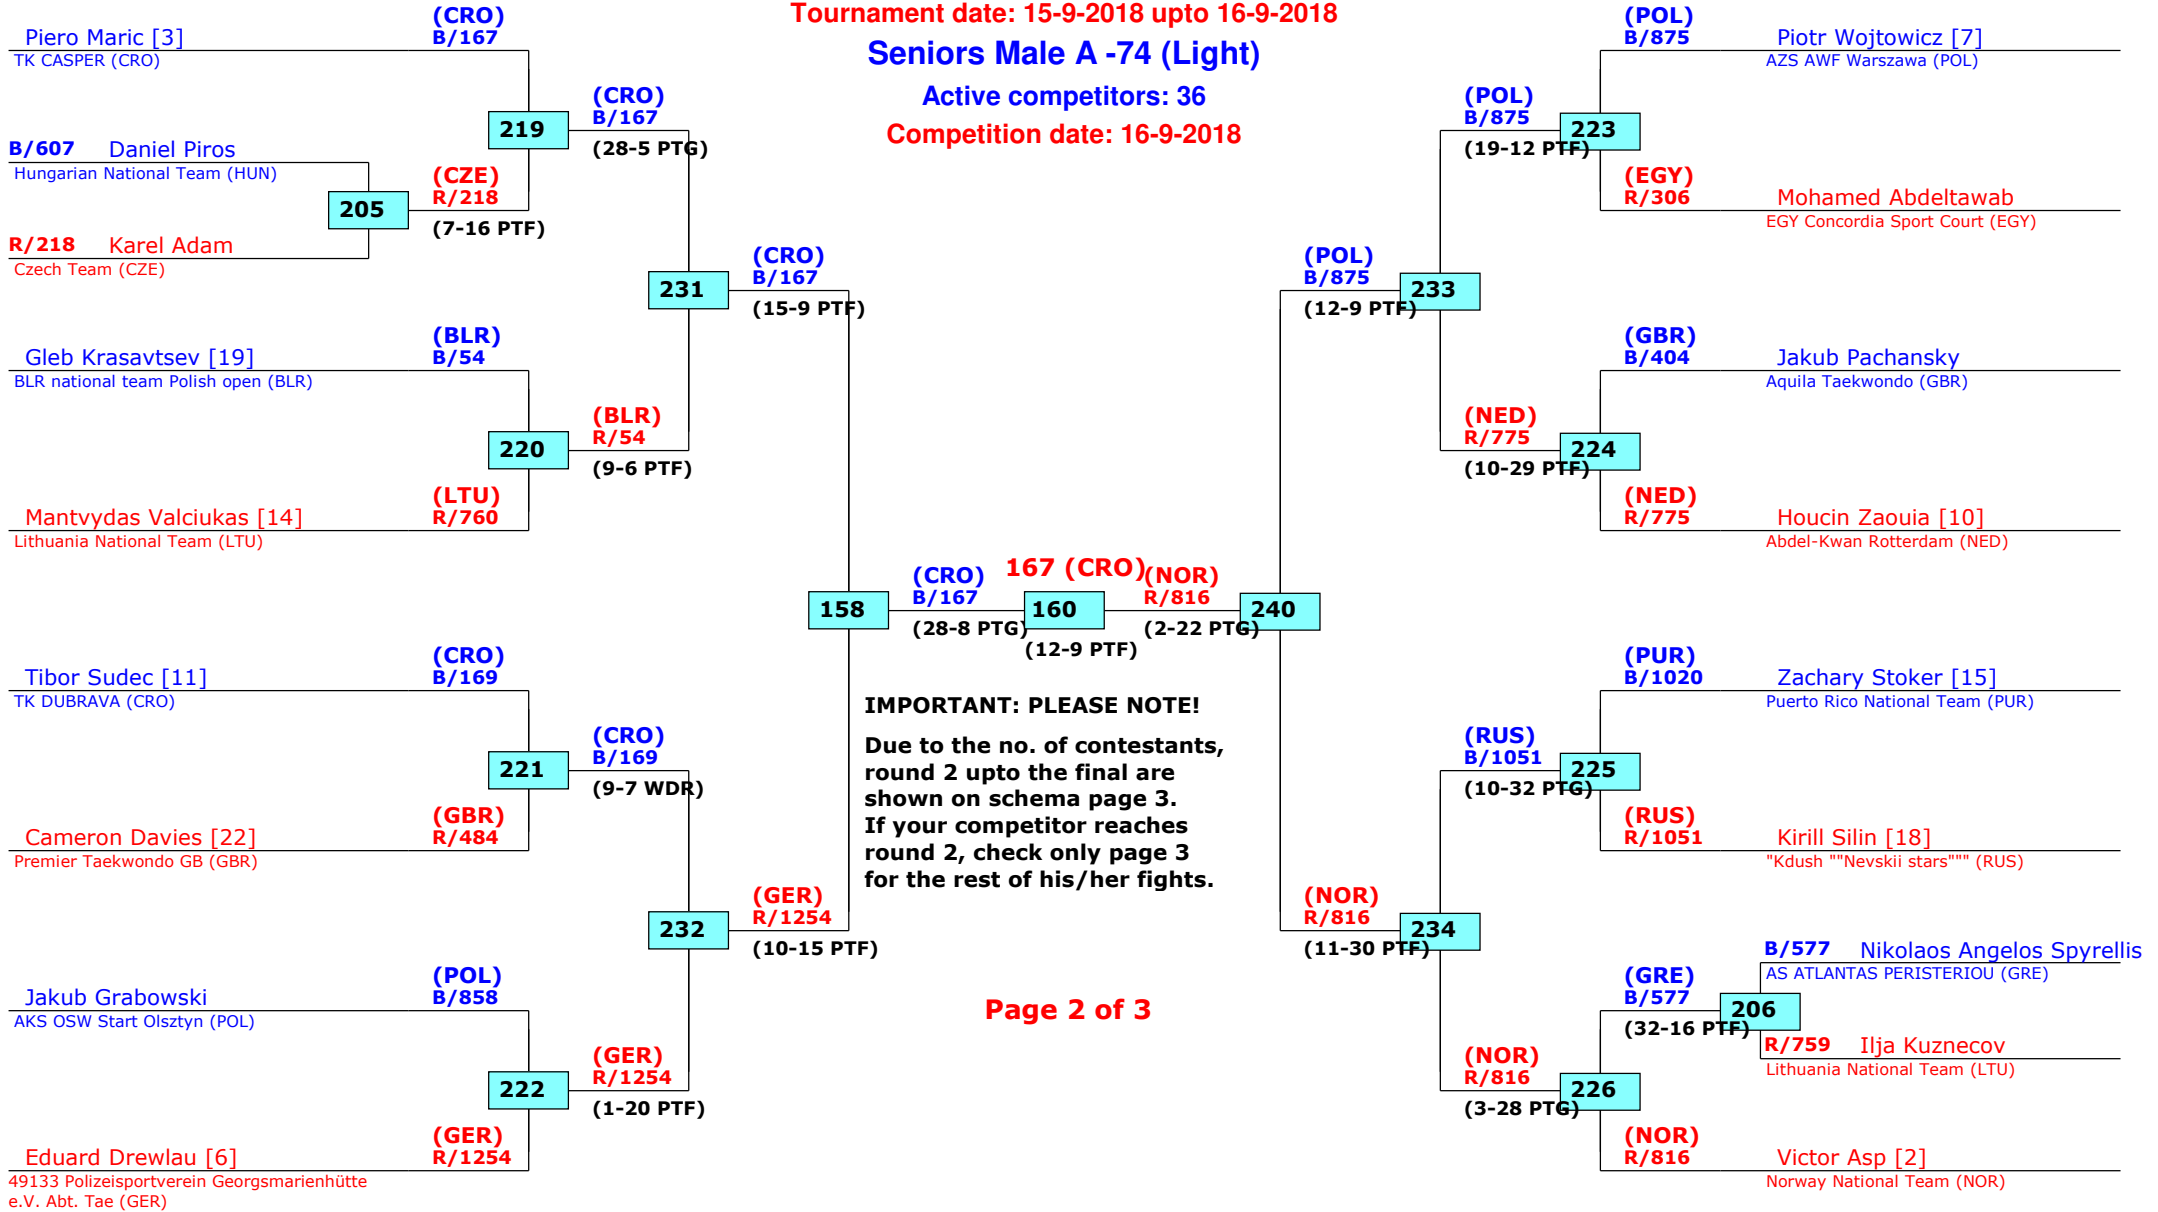 Tournament date: 15-9-2018 upto 16-9-2018
Seniors Male A -74 (Light)
Active competitors: 36
Competition date: 16-9-2018
(CRO)
Piero Maric [3] B/167
TK CASPER (CRO)
(CRO)
B/167
219
(28-5 PTG)
B/607 Daniel Piros
Hungarian National Team (HUN)
(CZE)
R/218
205
(7-16 PTF)
R/218 Karel Adam
Czech Team (CZE)
(CRO)
B/167
231
(15-9 PTF)
(BLR)
Gleb Krasavtsev [19] B/54
BLR national team Polish open (BLR)
(BLR)
R/54
220
(9-6 PTF)
(LTU)
Mantvydas Valciukas [14] R/760
Lithuania National Team (LTU)
158
(CRO)
B/167
(28-8 PTG)
167 (CRO)
160
(12-9 PTF)
(NOR)
R/816
(2-22 PTG)
240
(CRO)
Tibor Sudec [11] B/169
TK DUBRAVA (CRO)
(CRO)
B/169
221
(9-7 WDR)
(GBR)
Cameron Davies [22] R/484
Premier Taekwondo GB (GBR)
(GER)
R/1254
232
(10-15 PTF)
(POL)
Jakub Grabowski B/858
AKS OSW Start Olsztyn (POL)
(GER)
R/1254
222
(1-20 PTF)
(GER)
Eduard Drewlau [6] R/1254
49133 Polizeisportverein Georgsmarienhütte
e.V. Abt. Tae (GER)
IMPORTANT: PLEASE NOTE!
Due to the no. of contestants,
round 2 upto the final are
shown on schema page 3.
If your competitor reaches
round 2, check only page 3
for the rest of his/her fights.
Page 2 of 3
(POL)
B/875 Piotr Wojtowicz [7]
AZS AWF Warszawa (POL)
(POL)
B/875
223
(19-12 PTF)
(EGY)
R/306 Mohamed Abdeltawab
EGY Concordia Sport Court (EGY)
(POL)
B/875
233
(12-9 PTF)
(GBR)
B/404 Jakub Pachansky
Aquila Taekwondo (GBR)
(NED)
R/775
224
(10-29 PTF)
(NED)
R/775 Houcin Zaouia [10]
Abdel-Kwan Rotterdam (NED)
(PUR)
B/1020 Zachary Stoker [15]
Puerto Rico National Team (PUR)
(RUS)
B/1051
225
(10-32 PTG)
(RUS)
R/1051 Kirill Silin [18]
"Kdush ""Nevskii stars""" (RUS)
(NOR)
R/816
234
(11-30 PTF)
B/577 Nikolaos Angelos Spyrellis
AS ATLANTAS PERISTERIOU (GRE)
(GRE)
B/577
206
(32-16 PTF)
R/759 Ilja Kuznecov
Lithuania National Team (LTU)
(NOR)
R/816
226
(3-28 PTG)
(NOR)
R/816 Victor Asp [2]
Norway National Team (NOR)